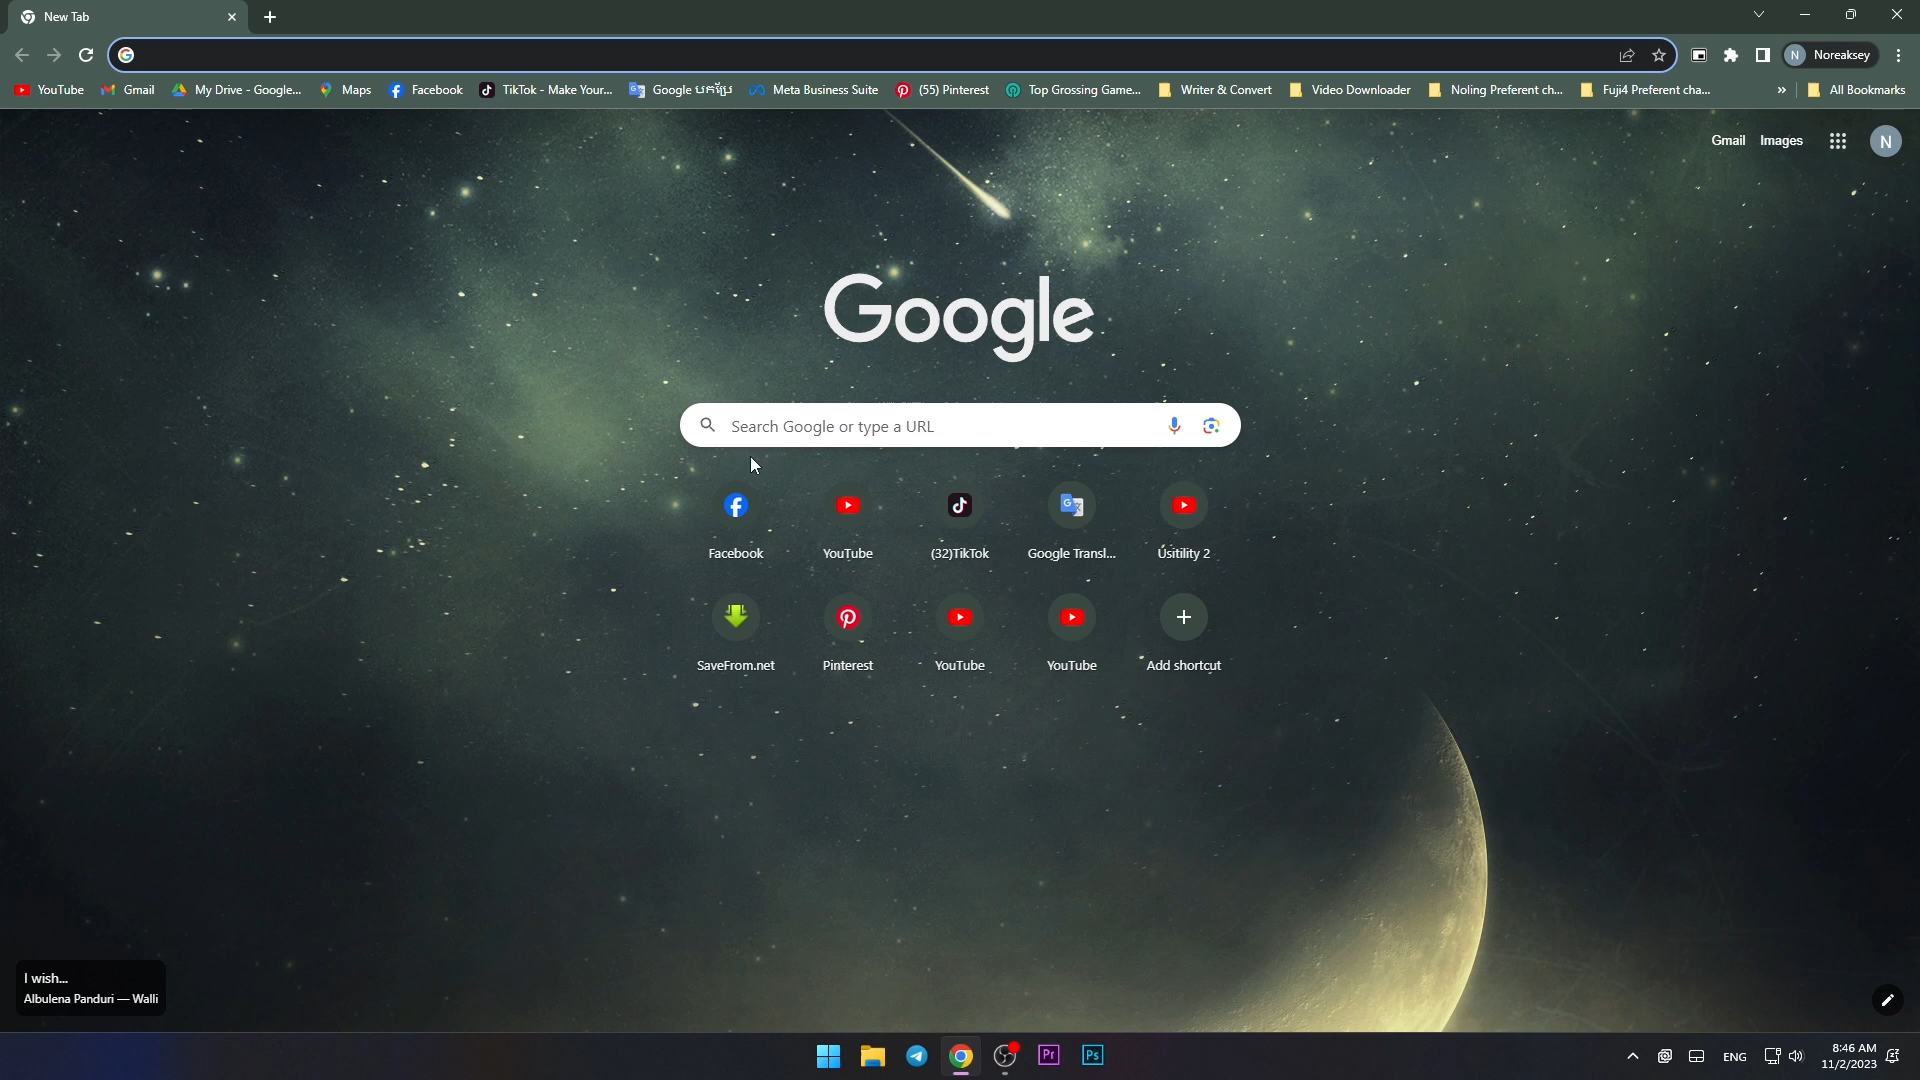 New Tab
Noreaksey
YouTube
Gmail
My Drive - Google...
Maps
Facebook
TikTok - Make Your...
Google បកប្រែ
Meta Business Suite
(55) Pinterest
Top Grossing Game...
Writer & Convert
Video Downloader
Noling Preferent ch...
Fuji4 Preferent cha...
All Bookmarks
Gmail
Images
N
Google
Search Google or type a URL
Facebook
YouTube
(32)TikTok
Google Transl...
Usitility 2
SaveFrom.net
Pinterest
YouTube
YouTube
Add shortcut
I wish...
Albulena Panduri — Walli
Pr
Ps
ENG
8:46 AM
11/2/2023